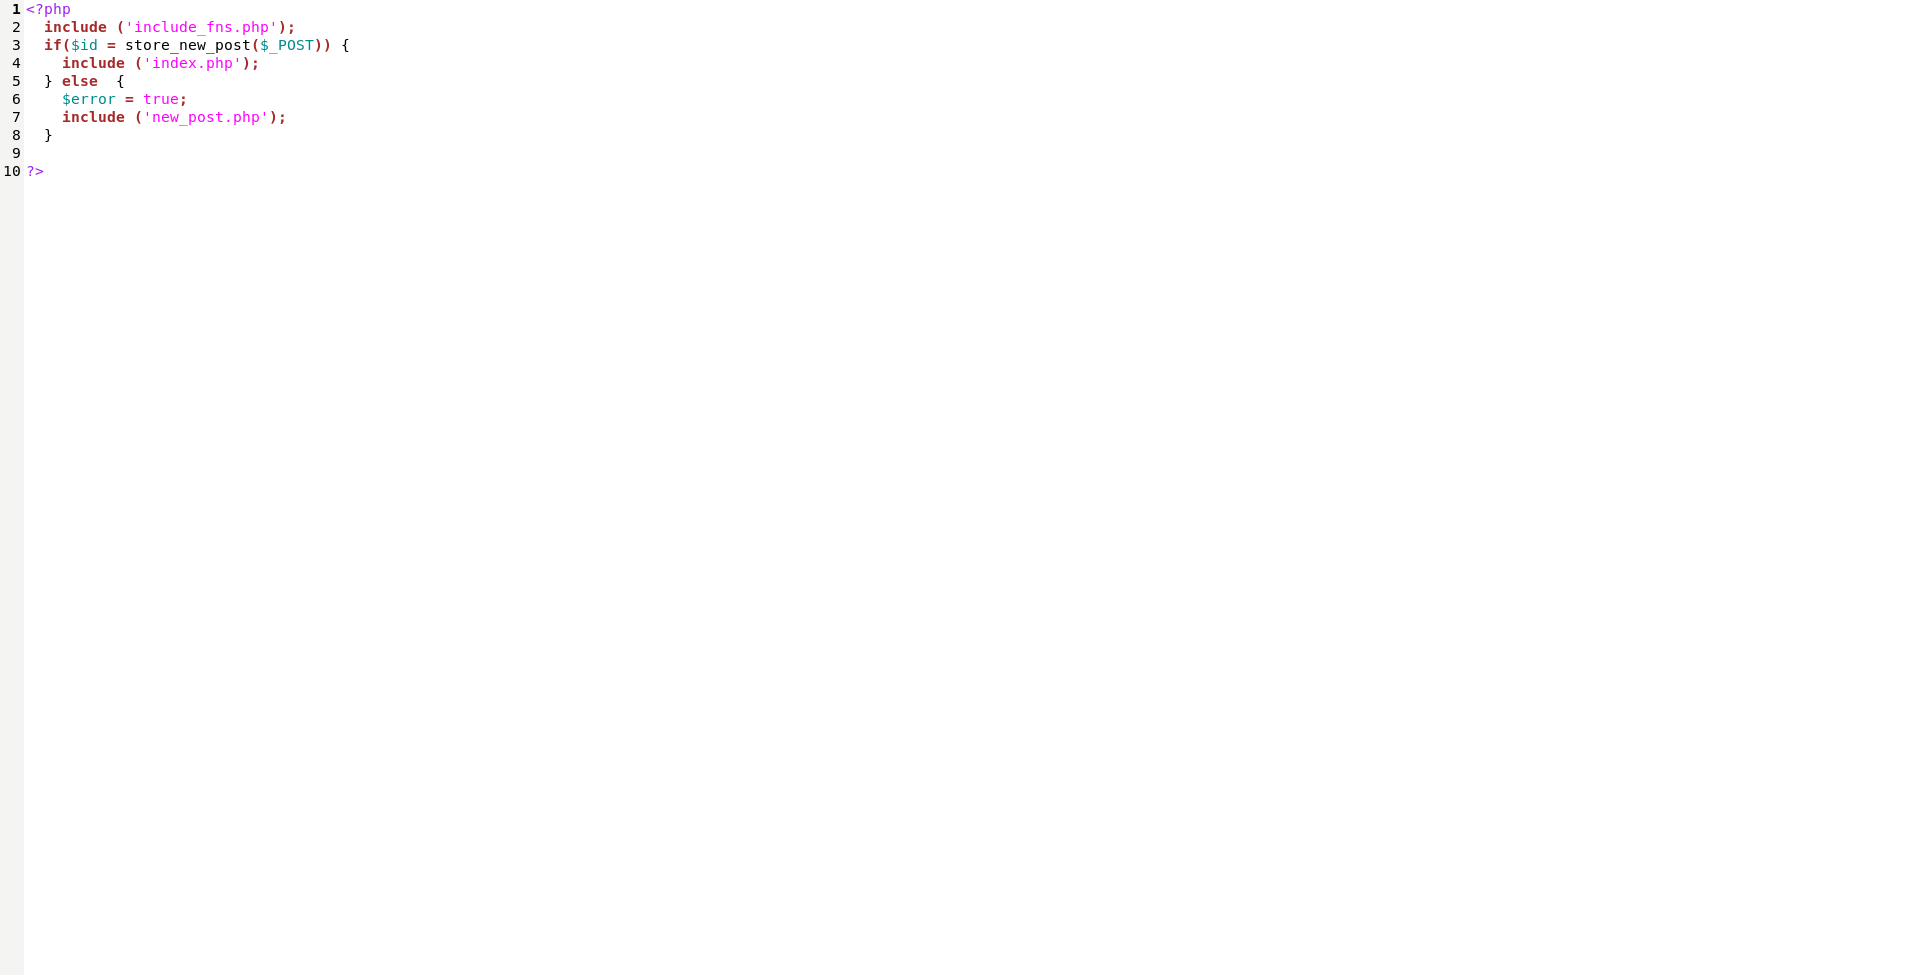 1 <?php
2   include ('include_fns.php');
3   if($id = store_new_post($_POST)) {
4     include ('index.php');
5   } else  {
6     $error = true;
7     include ('new_post.php');
8   }
9
10 ?>